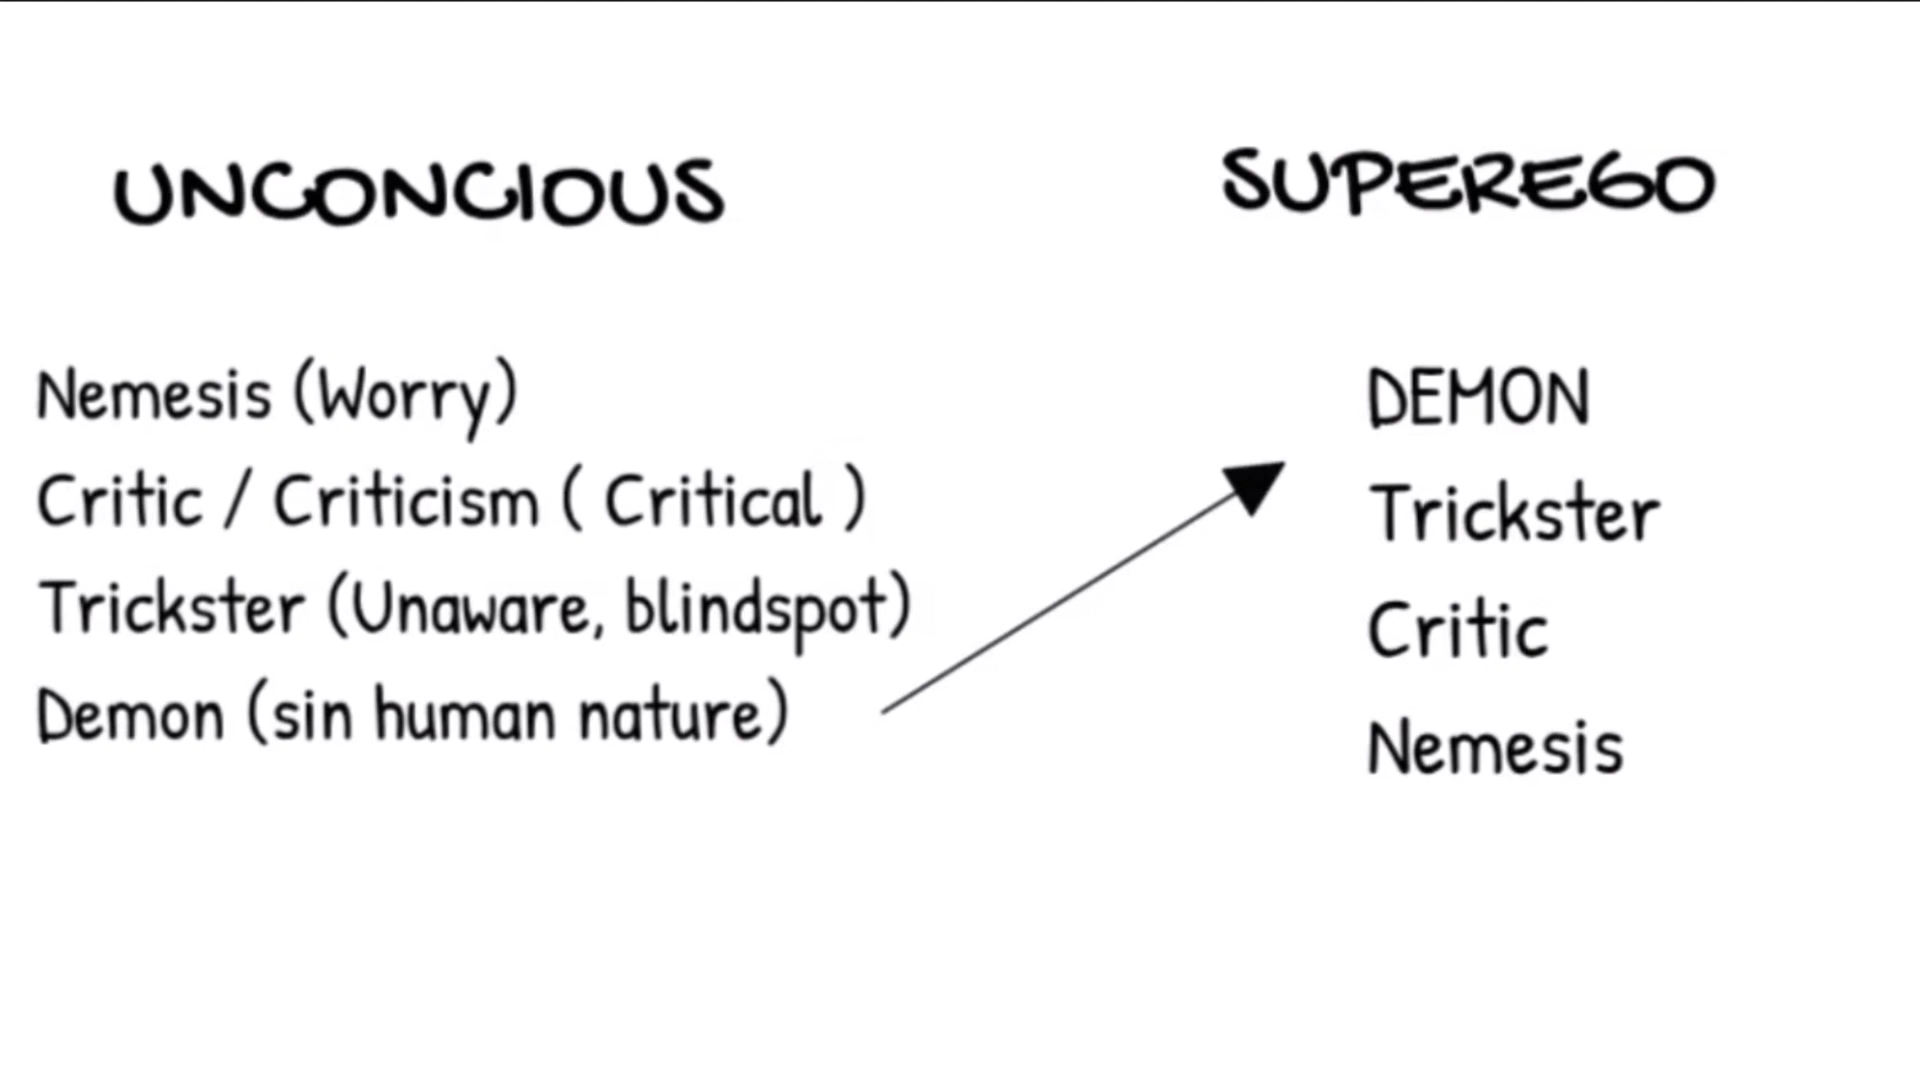 UNCONCIOUS
Nemesis (Worry)
Critic / Criticism ( Critical )
Trickster (Unaware, blindspot)
Demon (sin human nature)
SUPEREGO
DEMON
Trickster
Critic
Nemesis